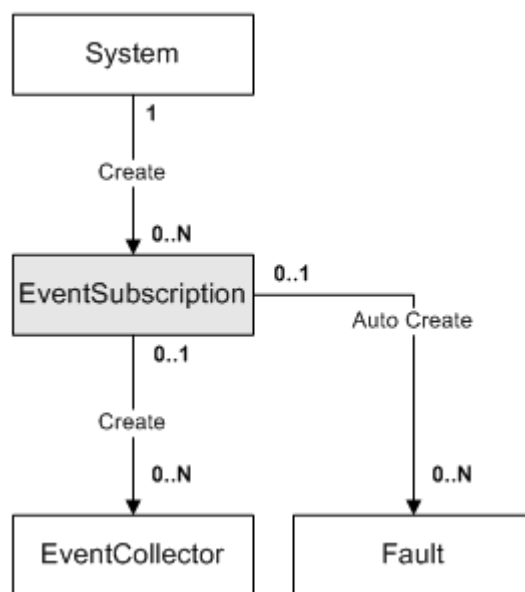 System
1
Create
0..N
EventSubscription
0..1
0..1
Auto Create
Create
0..N
0..N
EventCollector
Fault